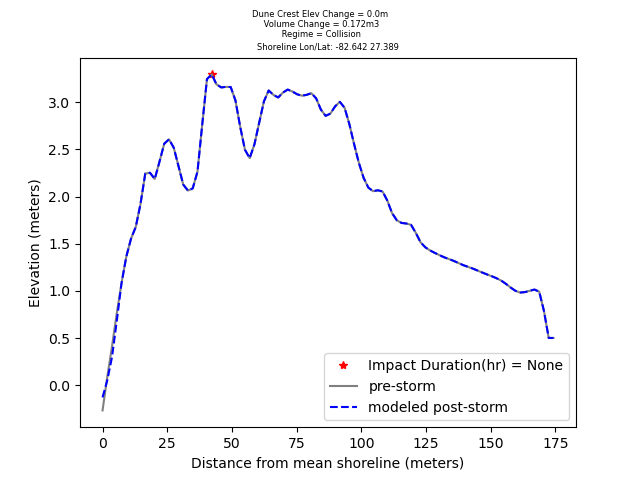 Dune Crest Elev Change = 0.0m
Volume Change = 0.172m3
Regime = Collision
Shoreline Lon/Lat: -82.642 27.389
3.0
2.5
2.0
1.5
1.0
0.5
0.0
Elevation (meters)
Impact Duration(hr) = None
pre-storm
modeled post-storm
0 25 50 75 100 125 150 175
Distance from mean shoreline (meters)